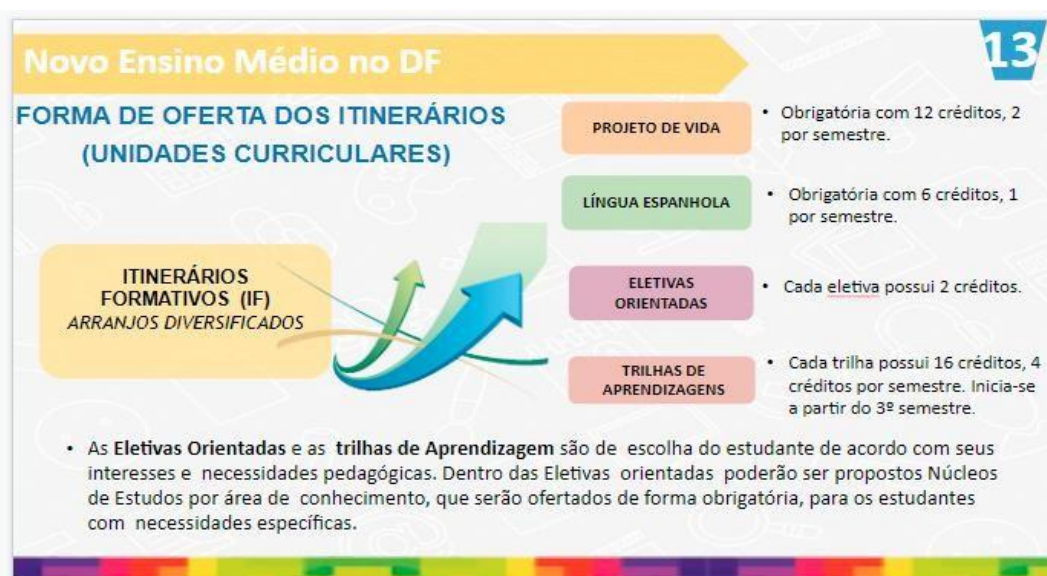 Novo Ensino Médio no DF
13
FORMA DE OFERTA DOS ITINERÁRIOS
(UNIDADES CURRICULARES)
ITINERÁRIOS
FORMATIVOS (IF)
ARRANJOS DIVERSIFICADOS
PROJETO DE VIDA
• Obrigatória com 12 créditos, 2
por semestre.
LÍNGUA ESPANHOLA
• Obrigatória com 6 créditos, 1
por semestre.
ELETIVAS
ORIENTADAS
• Cada eletiva possui 2 créditos.
TRILHAS DE
APRENDIZAGENS
• Cada trilha possui 16 créditos, 4
créditos por semestre. Inicia-se
a partir do 3º semestre.
• As Eletivas Orientadas e as trilhas de Aprendizagem são de escolha do estudante de acordo com seus
interesses e necessidades pedagógicas. Dentro das Eletivas orientadas poderão ser propostos Núcleos
de Estudos por área de conhecimento, que serão ofertados de forma obrigatória, para os estudantes
com necessidades específicas.